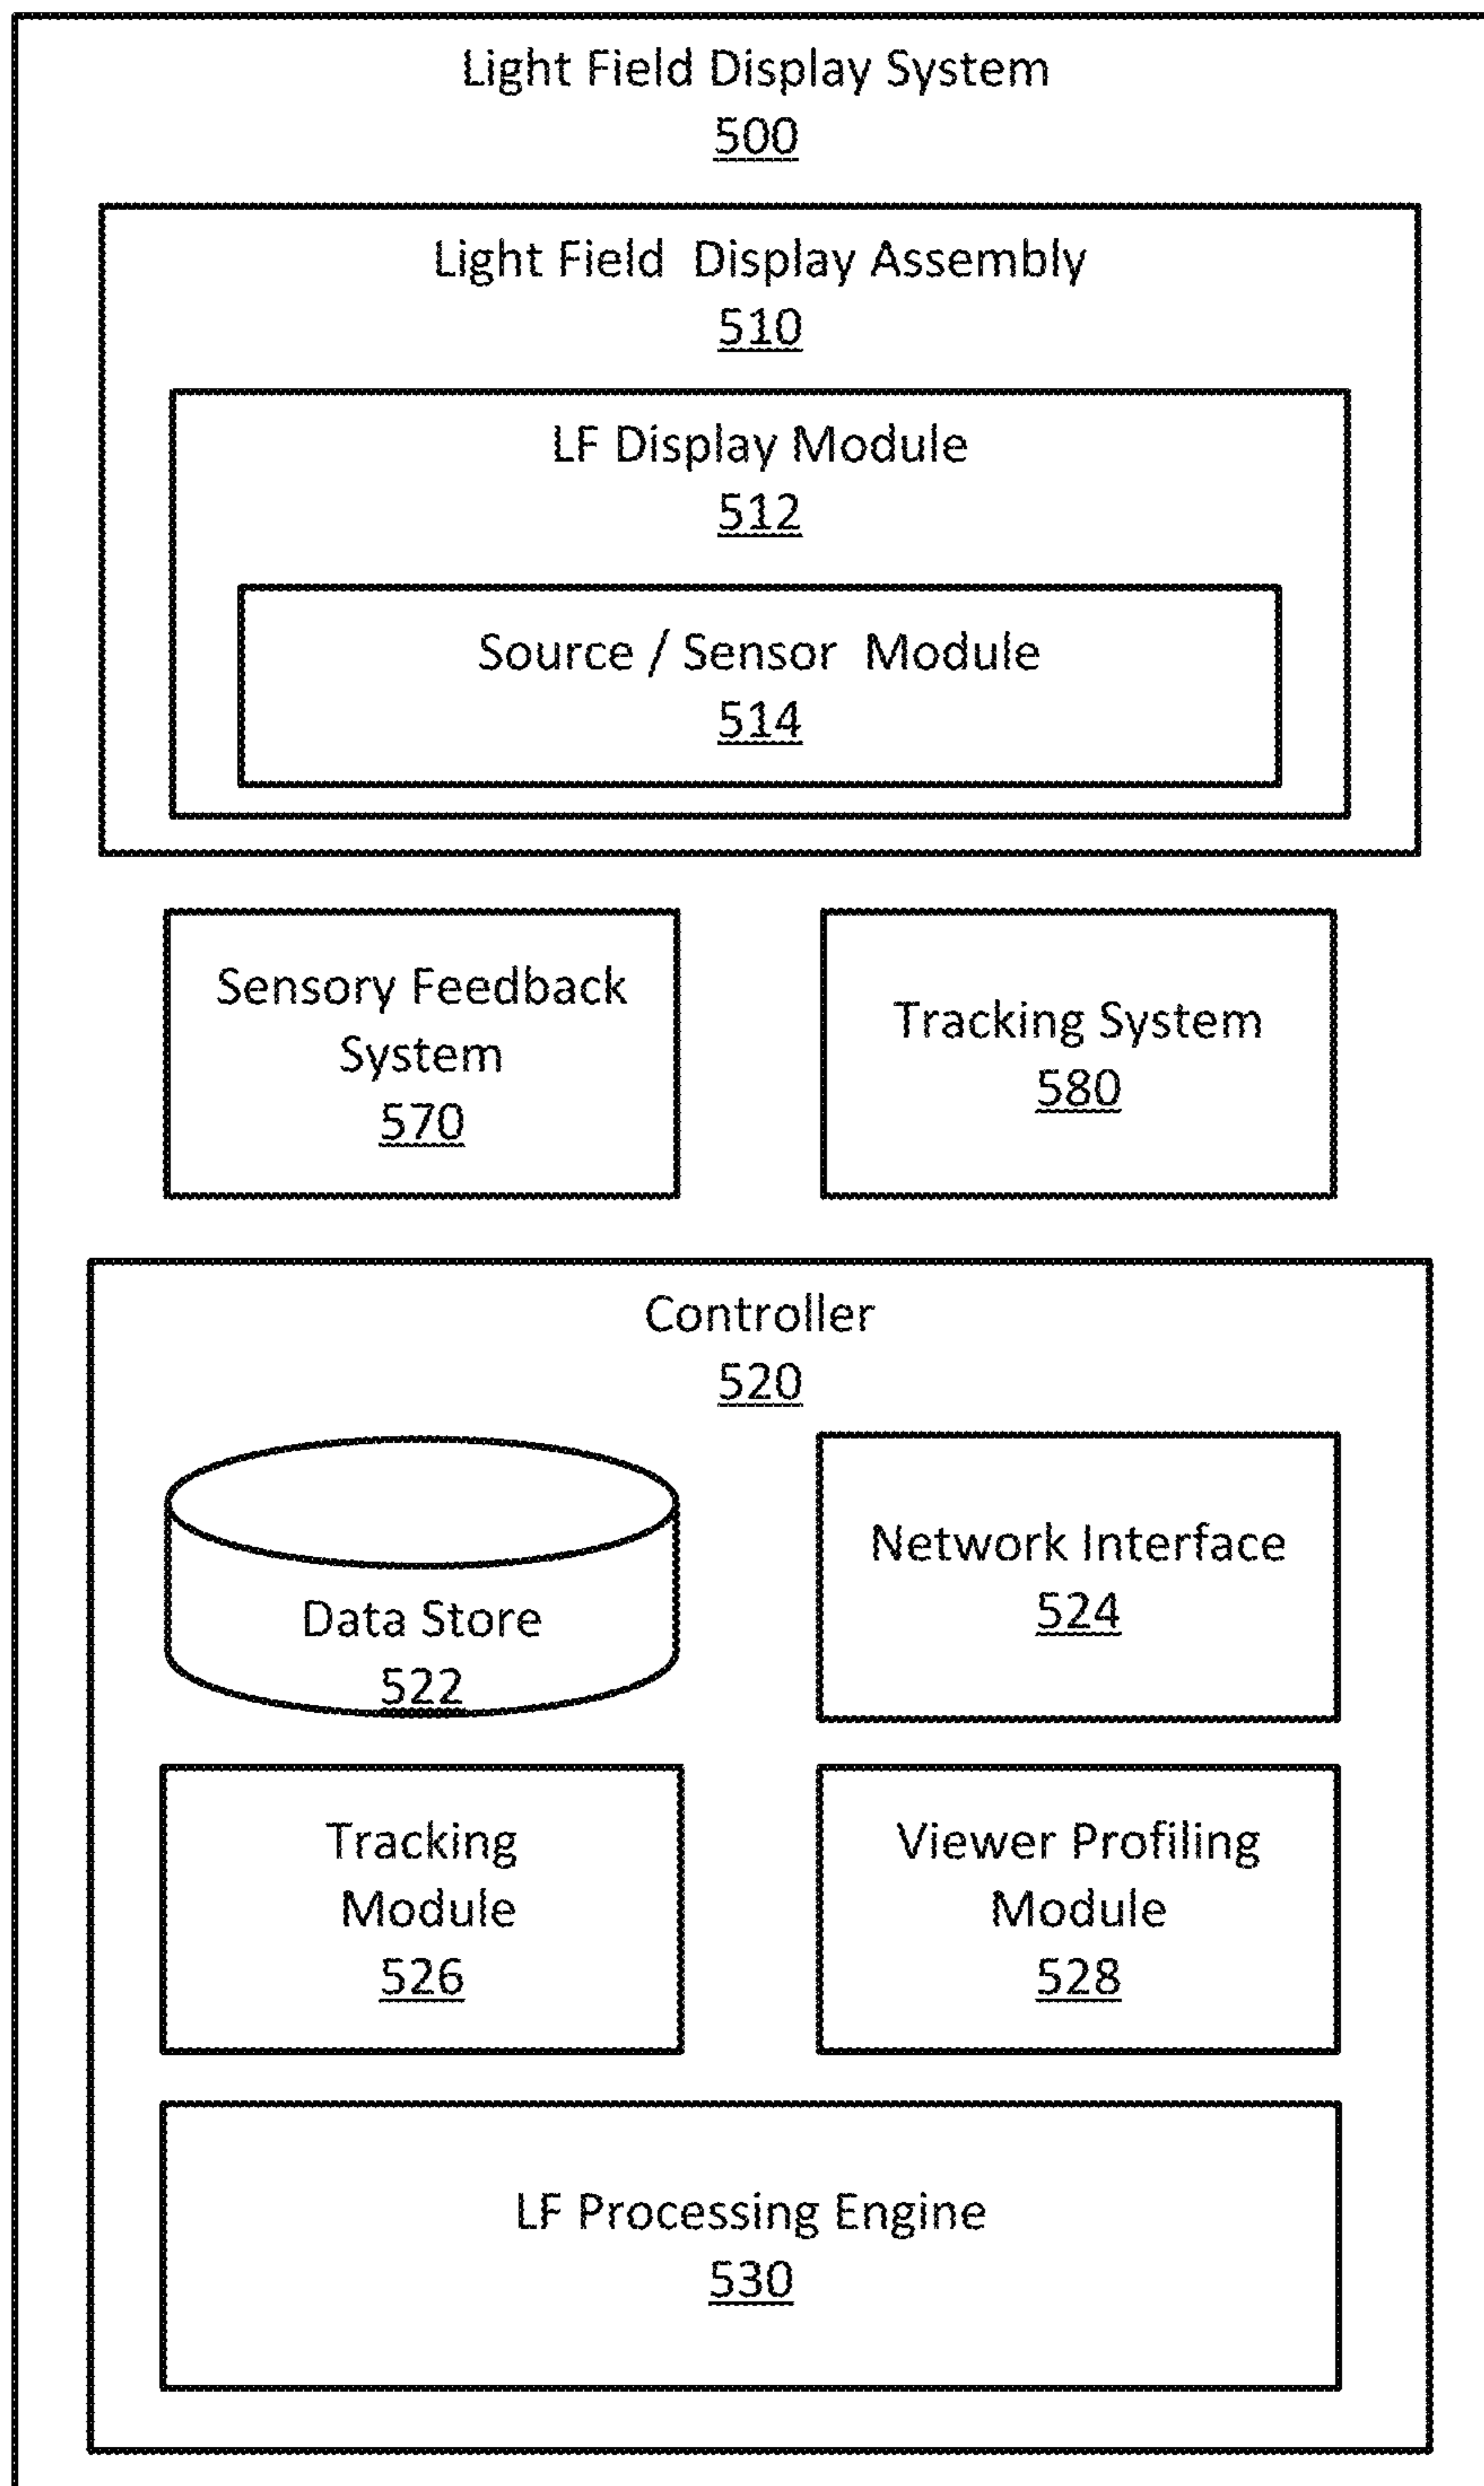 Light Field Display System
500
Light Field Display Assembly
510
LF Display Module
512
Source / Sensor Module
514
Sensory Feedback
System
570
Tracking System
580
Controller
520
Data Store
522
Network Interface
524
Tracking
Module
526
Viewer Profiling
Module
528
LF Processing Engine
530